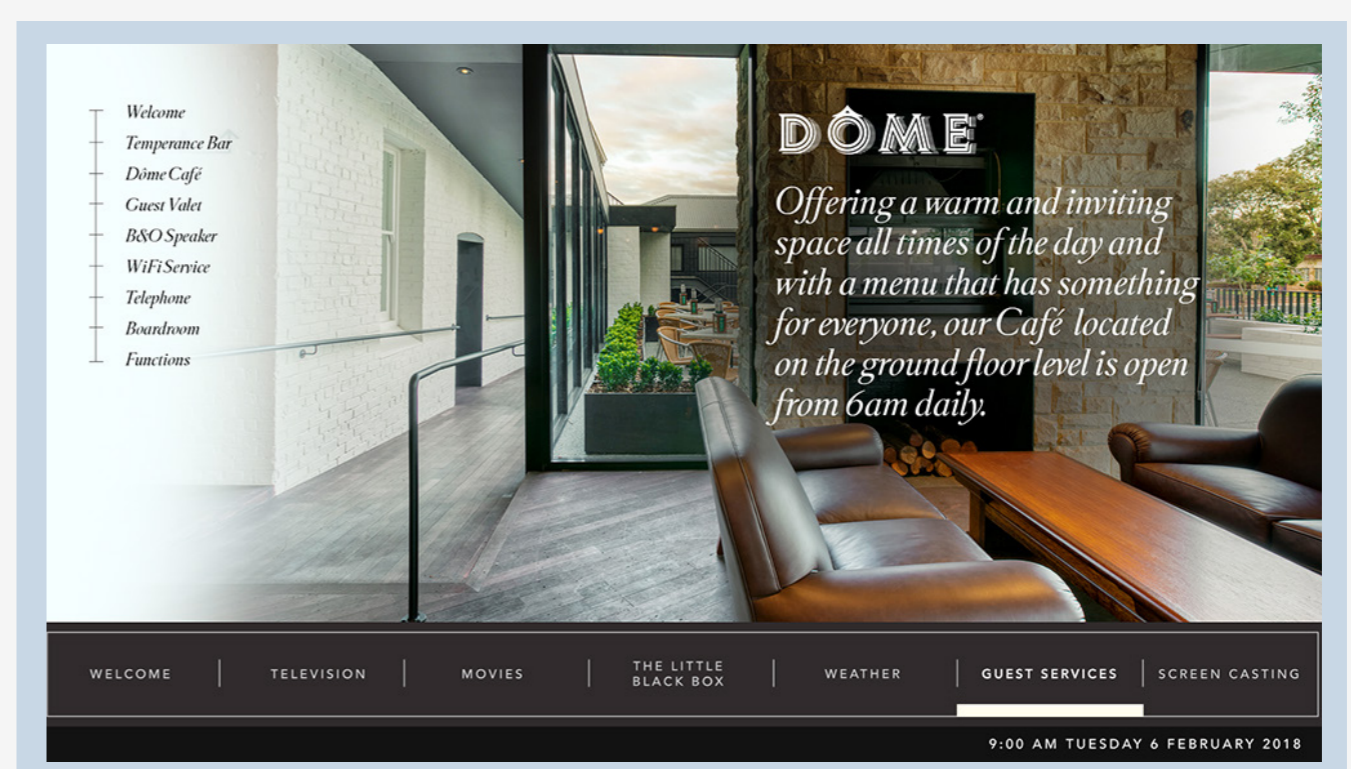 Welcome
Temperance Bar
Dôme Café
Guest Valet
B&O Speaker
WiFi Service
Telephone
Boardroom
Functions
DÔME
Offering a warm and inviting
space all times of the day and
with a menu that has something
for everyone, our Café located
on the ground floor level is open
from 6am daily.
WELCOME
TELEVISION
MOVIES
THE LITTLE
BLACK BOX
WEATHER
GUEST SERVICES
SCREEN CASTING
9:00 AM TUESDAY 6 FEBRUARY 2018